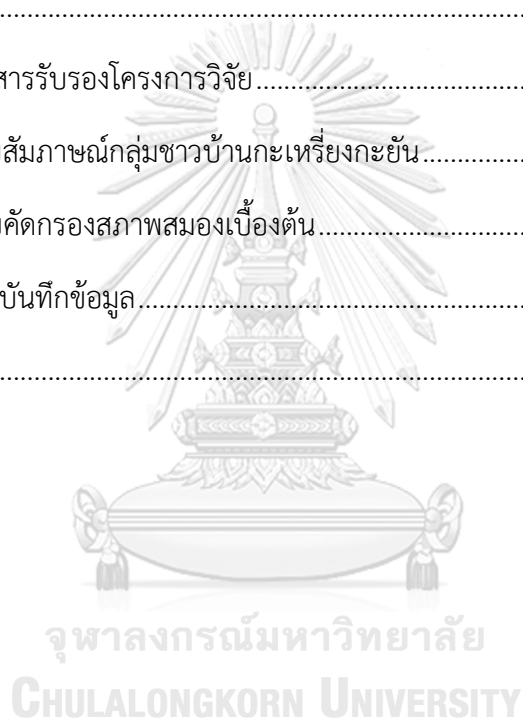 ................................................................................
สารรับรองโครงการวิจัย........................................
งสัมภาษณ์กลุ่มชาวบ้านกะเหรี่ยงกะยัน...............
งคัดกรองสภาพสมองเบื้องต้น..............................
บันทึกข้อมูล..........................................................
................................................................................
จุฬาลงกรณ์มหาวิทยาลัย
CHULALONGKORN UNIVERSITY